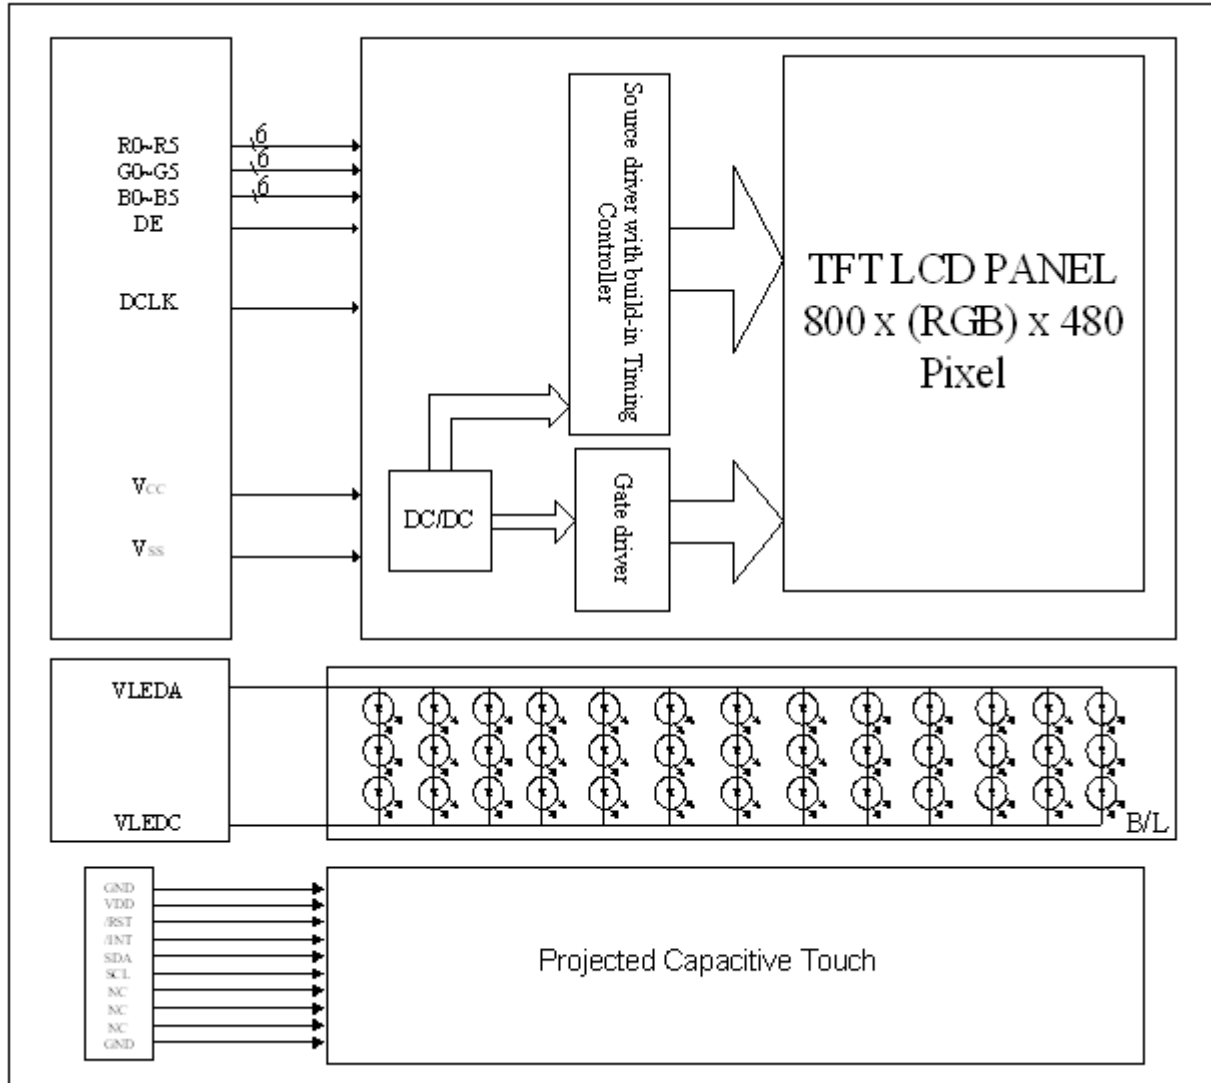 R0~R5
6
G0~G5
6
B0~B5
6
DE
DCLK
VCC
VSS
DC/DC
Source driver with build-in Timing
Controller
Gate driver
TFT LCD PANEL
800 x (RGB) x 480
Pixel
VLEDA
VLEDC
B/L
GND
VDD
/RST
/INT
SDA
SCL
NC
NC
NC
GND
Projected Capacitive Touch